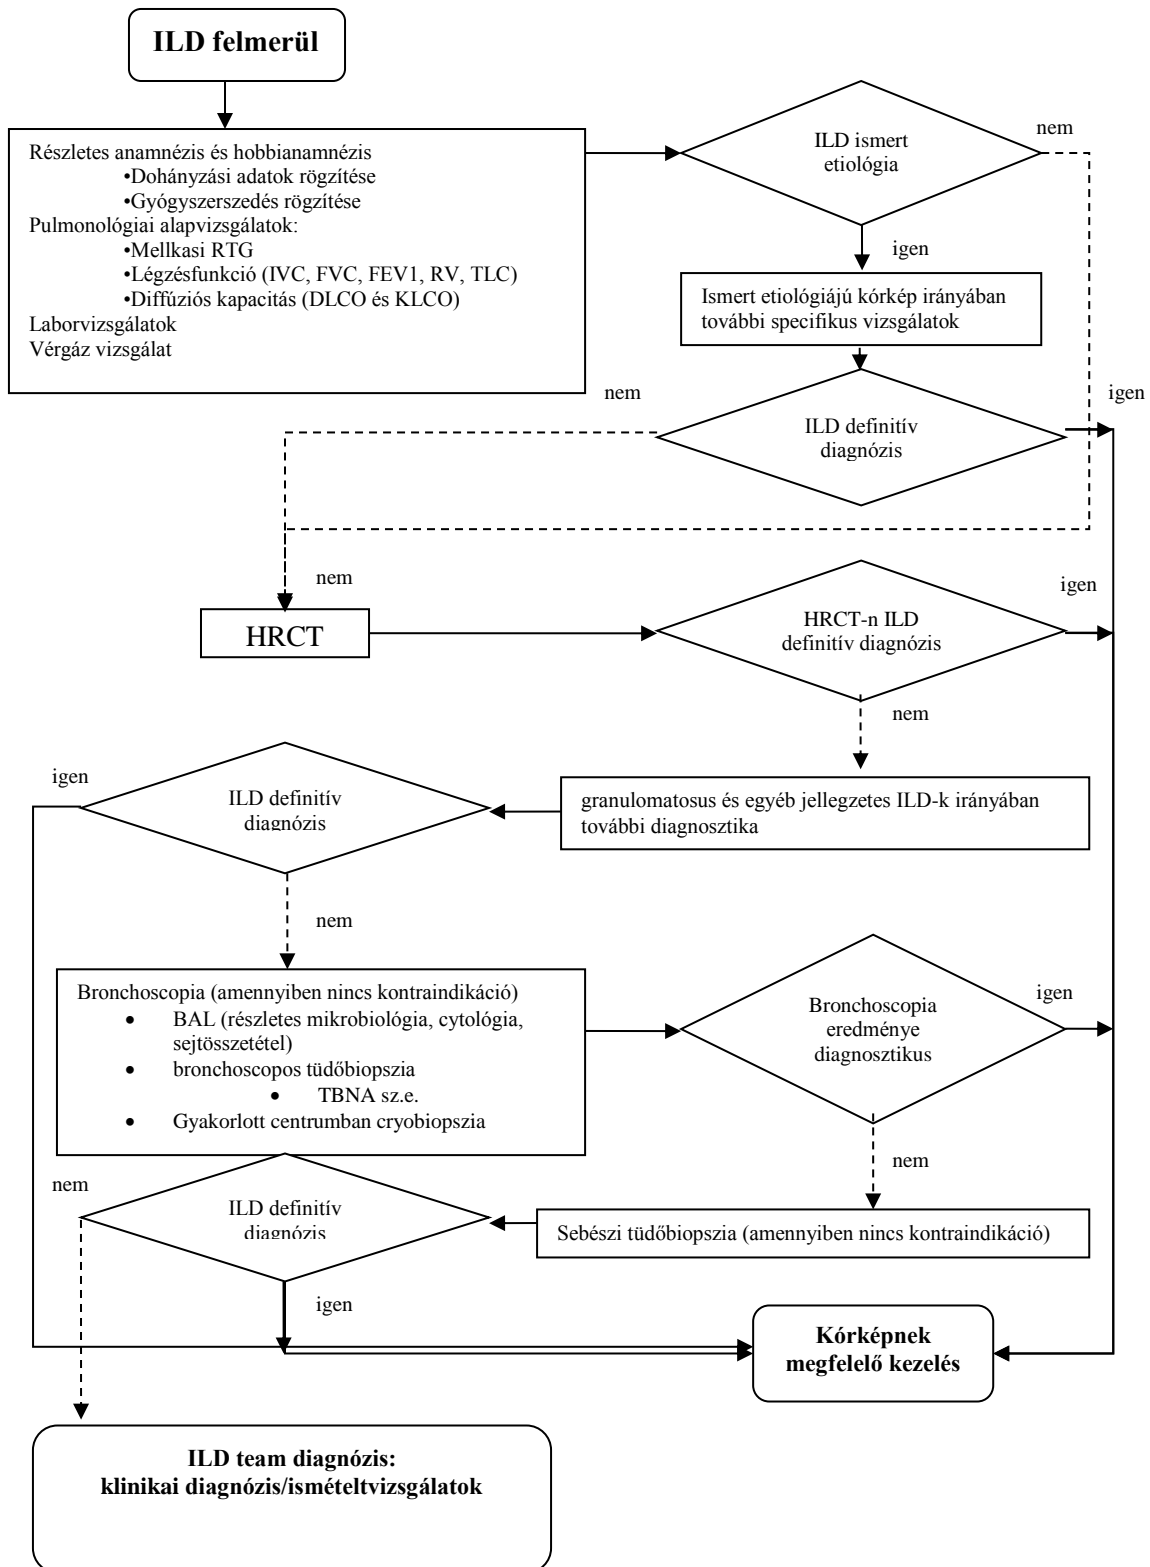 ILD felmerül
Részletes anamnézis és hobbianamnézis
•Dohányzási adatok rögzítése
•Gyógyszerszedés rögzítése
Pulmonológiai alapvizsgálatok:
•Mellkasi RTG
•Légzésfunkció (IVC, FVC, FEV1, RV, TLC)
•Diffúziós kapacitás (DLCO és KLCO)
Laborvizsgálatok
Vérgáz vizsgálat
ILD ismert
etiológia
nem
igen
Ismert etiológiájú kórkép irányában
további specifikus vizsgálatok
nem
ILD definitív
diagnózis
igen
nem
HRCT
HRCT-n ILD
definitív diagnózis
igen
nem
granulomatosus és egyéb jellegzetes ILD-k irányában
további diagnosztika
igen
ILD definitív
diagnózis
nem
Bronchoscopia (amennyiben nincs kontraindikáció)
• BAL (részletes mikrobiológia, cytológia,
sejtösszetétel)
• bronchoscopos tüdőbiopszia
• TBNA sz.e.
• Gyakorlott centrumban cryobiopszia
Bronchoscopia
eredménye
diagnosztikus
igen
nem
Sebészi tüdőbiopszia (amennyiben nincs kontraindikáció)
nem
ILD definitív
diagnózis
igen
Kórképnek
megfelelő kezelés
ILD team diagnózis:
klinikai diagnózis/ismételtvizsgálatok